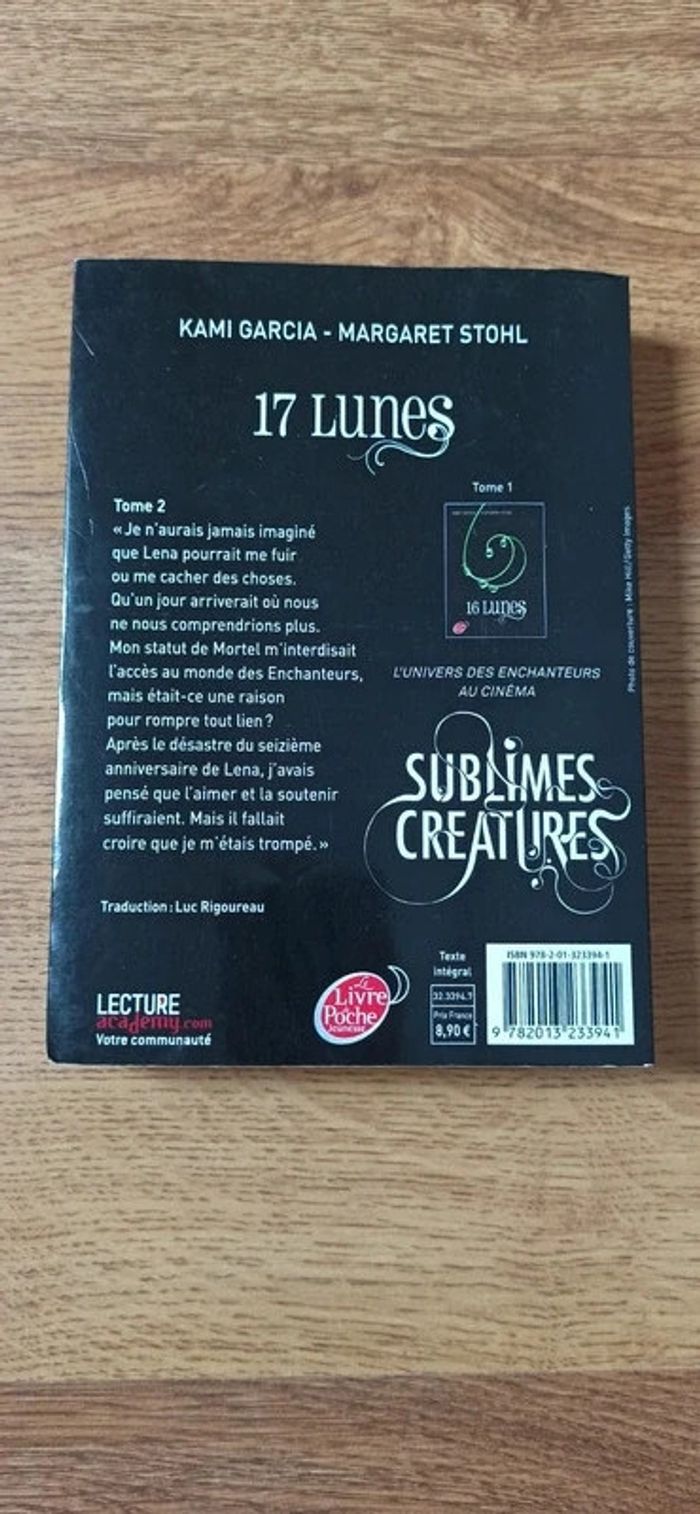 KAMI GARCIA - MARGARET STOHL
17 LUNES
Tome 2
« Je n'aurais jamais imaginé
que Lena pourrait me fuir
ou me cacher des choses.
Qu'un jour arriverait où nous
ne nous comprendrions plus.
Mon statut de Mortel m'interdisait
l'accès au monde des Enchanteurs,
mais était-ce une raison
pour rompre tout lien ?
Après le désastre du seizième
anniversaire de Lena, j'avais
pensé que l'aimer et la soutenir
suffiraient. Mais il fallait
croire que je m'étais trompé. »
Traduction : Luc Rigoureau
Tome 1
16 LUNES
L'UNIVERS DES ENCHANTEURS
AU CINÉMA
SUBLIMES
CREATURES
Photo de couverture : Mike Hill/Getty Images
LECTURE
academy.com
Votre communauté
Le
Livre
de
Poche
Jeunesse
Texte
intégral
32.3394.7
Prix France
8,90 €
ISBN 978-2-01-323394-1
9 782013 233941